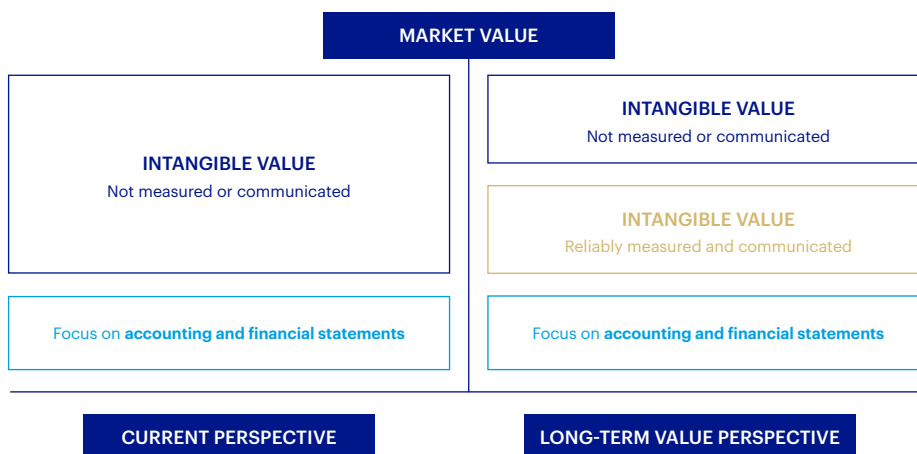 MARKET VALUE
INTANGIBLE VALUE
Not measured or communicated
Focus on accounting and financial statements
INTANGIBLE VALUE
Not measured or communicated
INTANGIBLE VALUE
Reliably measured and communicated
Focus on accounting and financial statements
CURRENT PERSPECTIVE
LONG-TERM VALUE PERSPECTIVE